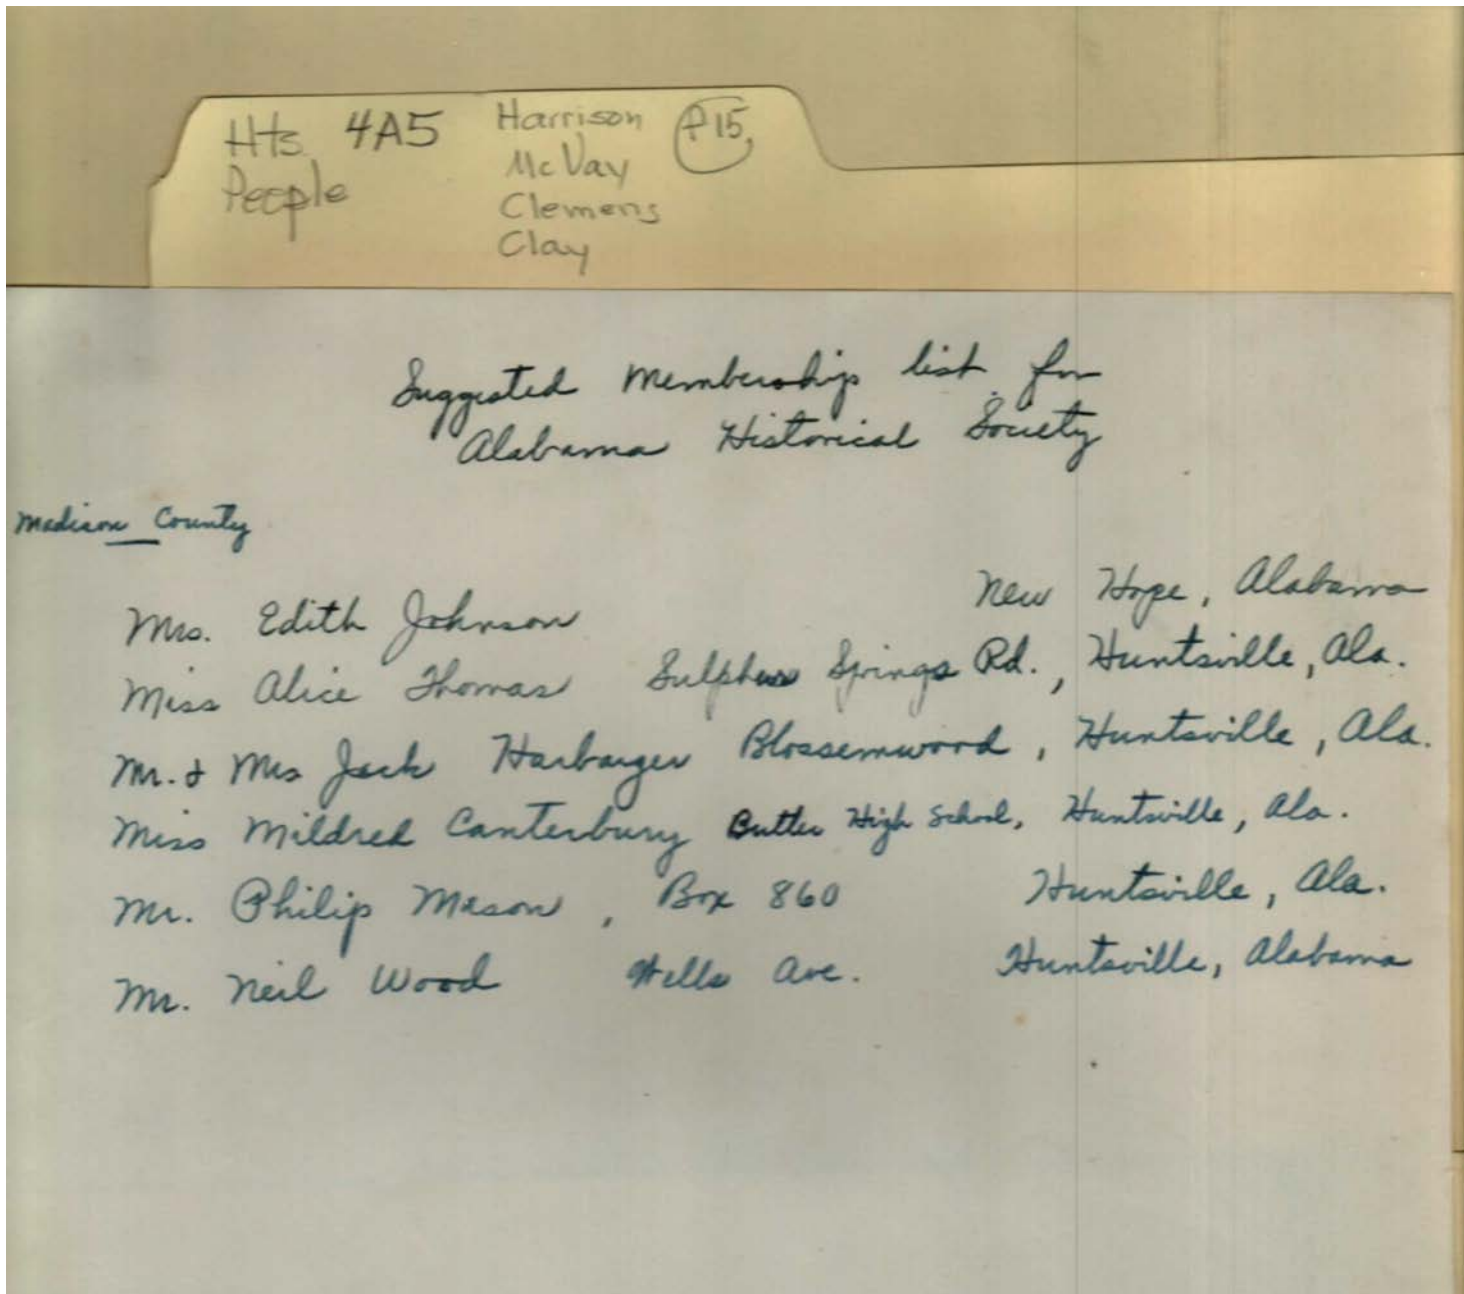 Hts. 4A5 Harrison P15
People McVay
Clemens
Clay
Suggested Membership list for
Alabama Historical Society
Madison County
Mrs. Edith Johnson New Hope, Alabama
Miss Alice Thomas Sulphur Springs Rd., Huntsville, Ala.
Mr. & Mrs Jack Harbarger Blossemwood, Huntsville, Ala.
Miss Mildred Canterbury Butler High School, Huntsville, Ala.
Mr. Philip Mason, Box 860 Huntsville, Ala.
Mr. Neil Wood Wells Ave. Huntsville, Alabama